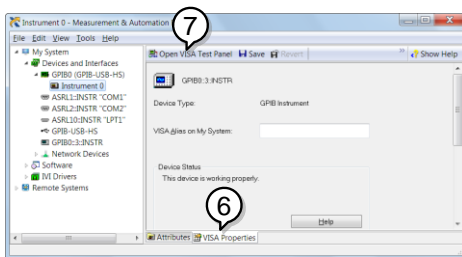 Instrument 0 - Measurement & Automation
7
File Edit View Tools Help
My System
Devices and Interfaces
GPIB0 (GPIB-USB-HS)
Instrument 0
ASRL1::INSTR "COM1"
ASRL2::INSTR "COM2"
ASRL10::INSTR "LPT1"
GPIB-USB-HS
GPIB0::3::INSTR
Network Devices
Software
IVI Drivers
Remote Systems
Open VISA Test Panel Save Revert
Show Help
GPIB0::3::INSTR
Device Type: GPIB Instrument
VISA Alias on My System:
Device Status
This device is working properly.
6
Help
Attributes VISA Properties